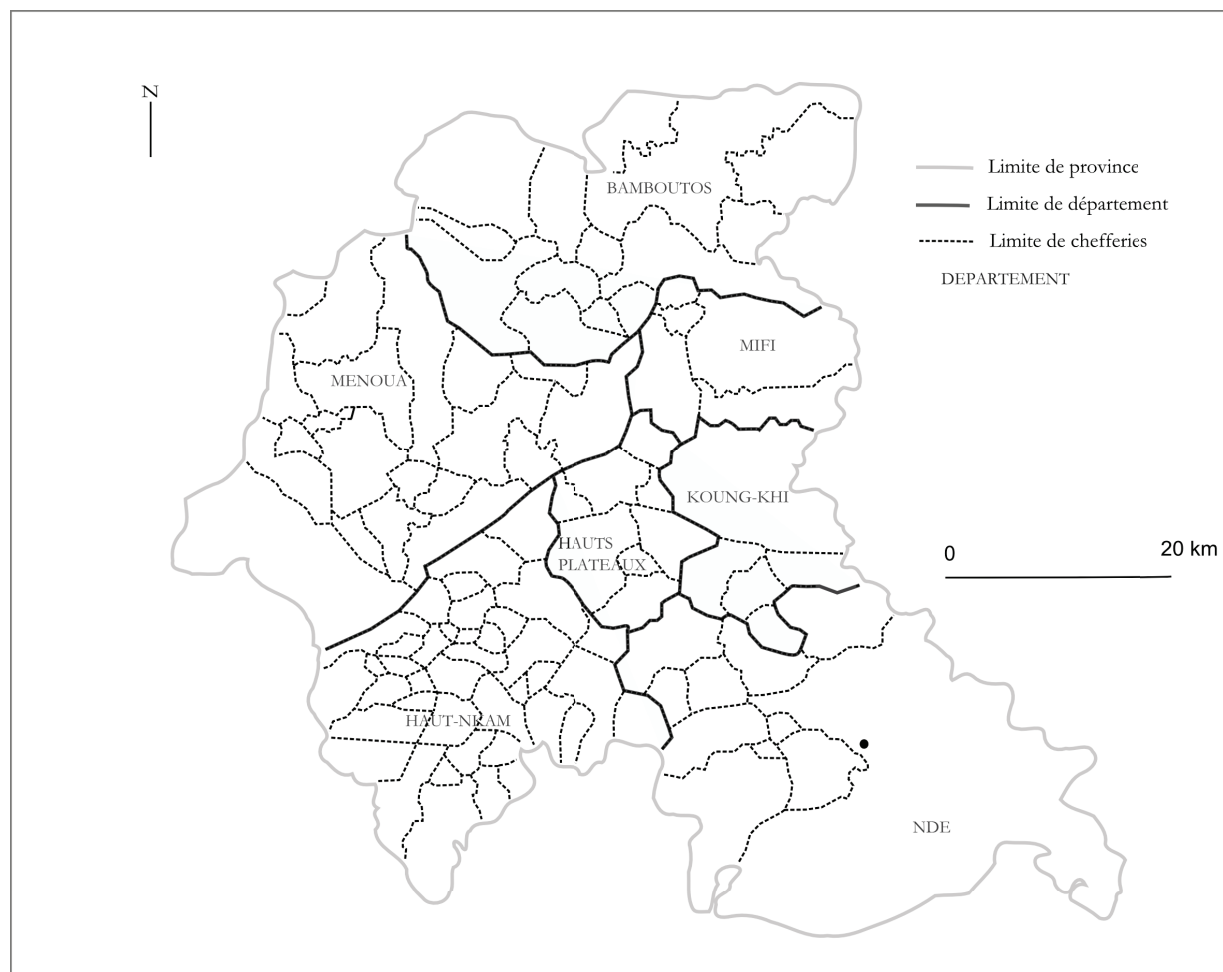 N
BAMBOUTOS
Limite de province
Limite de département
Limite de chefferies
DEPARTEMENT
MIFI
MENOUA
KOUNG-KHI
HAUTS
PLATEAUX
0
20 km
HAUT-NKAM
NDE